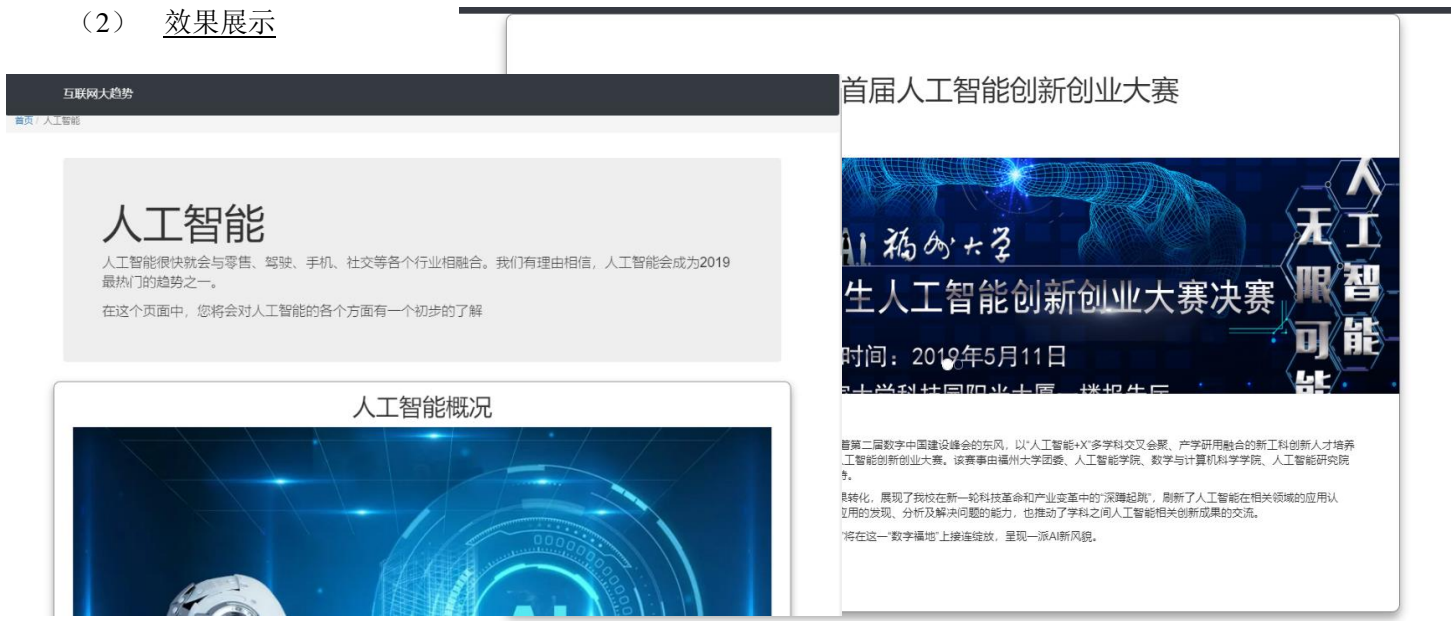 （2） 效果展示
互联网大趋势
首页 / 人工智能
人工智能
人工智能很快就会与零售、驾驶、手机、社交等各个行业相融合。我们有理由相信，人工智能会成为2019
最热门的趋势之一。
在这个页面中，您将会对人工智能的各个方面有一个初步的了解
人工智能概况
AI
首届人工智能创新创业大赛
A.I. 福州大学
生人工智能创新创业大赛决赛
时间：2019年5月11日
大学科技园阳光大厦一楼报告厅
人工智能
无限可能
着第二届数字中国建设峰会的东风，以“人工智能+X”多学科交叉会聚、产学研用融合的新工科创新人才培养
工智能创新创业大赛。该赛事由福州大学团委、人工智能学院、数学与计算机科学学院、人工智能研究院
果转化，展现了我校在新一轮科技革命和产业变革中的“深蹲起跳”，刷新了人工智能在相关领域的应用认
应用的发现、分析及解决问题的能力，也推动了学科之间人工智能相关创新成果的交流。
”将在这一“数字福地”上接连绽放，呈现一派AI新风貌。